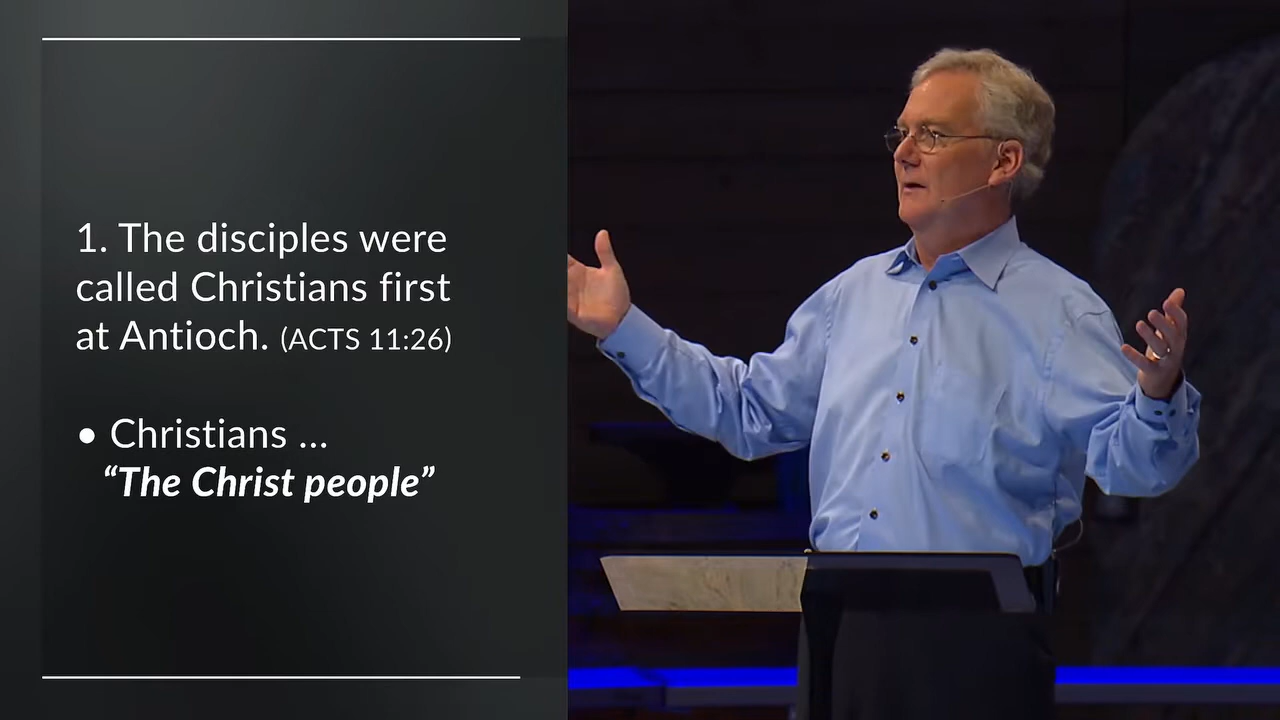 1. The disciples were
called Christians first
at Antioch. (ACTS 11:26)
• Christians ...
“The Christ people”